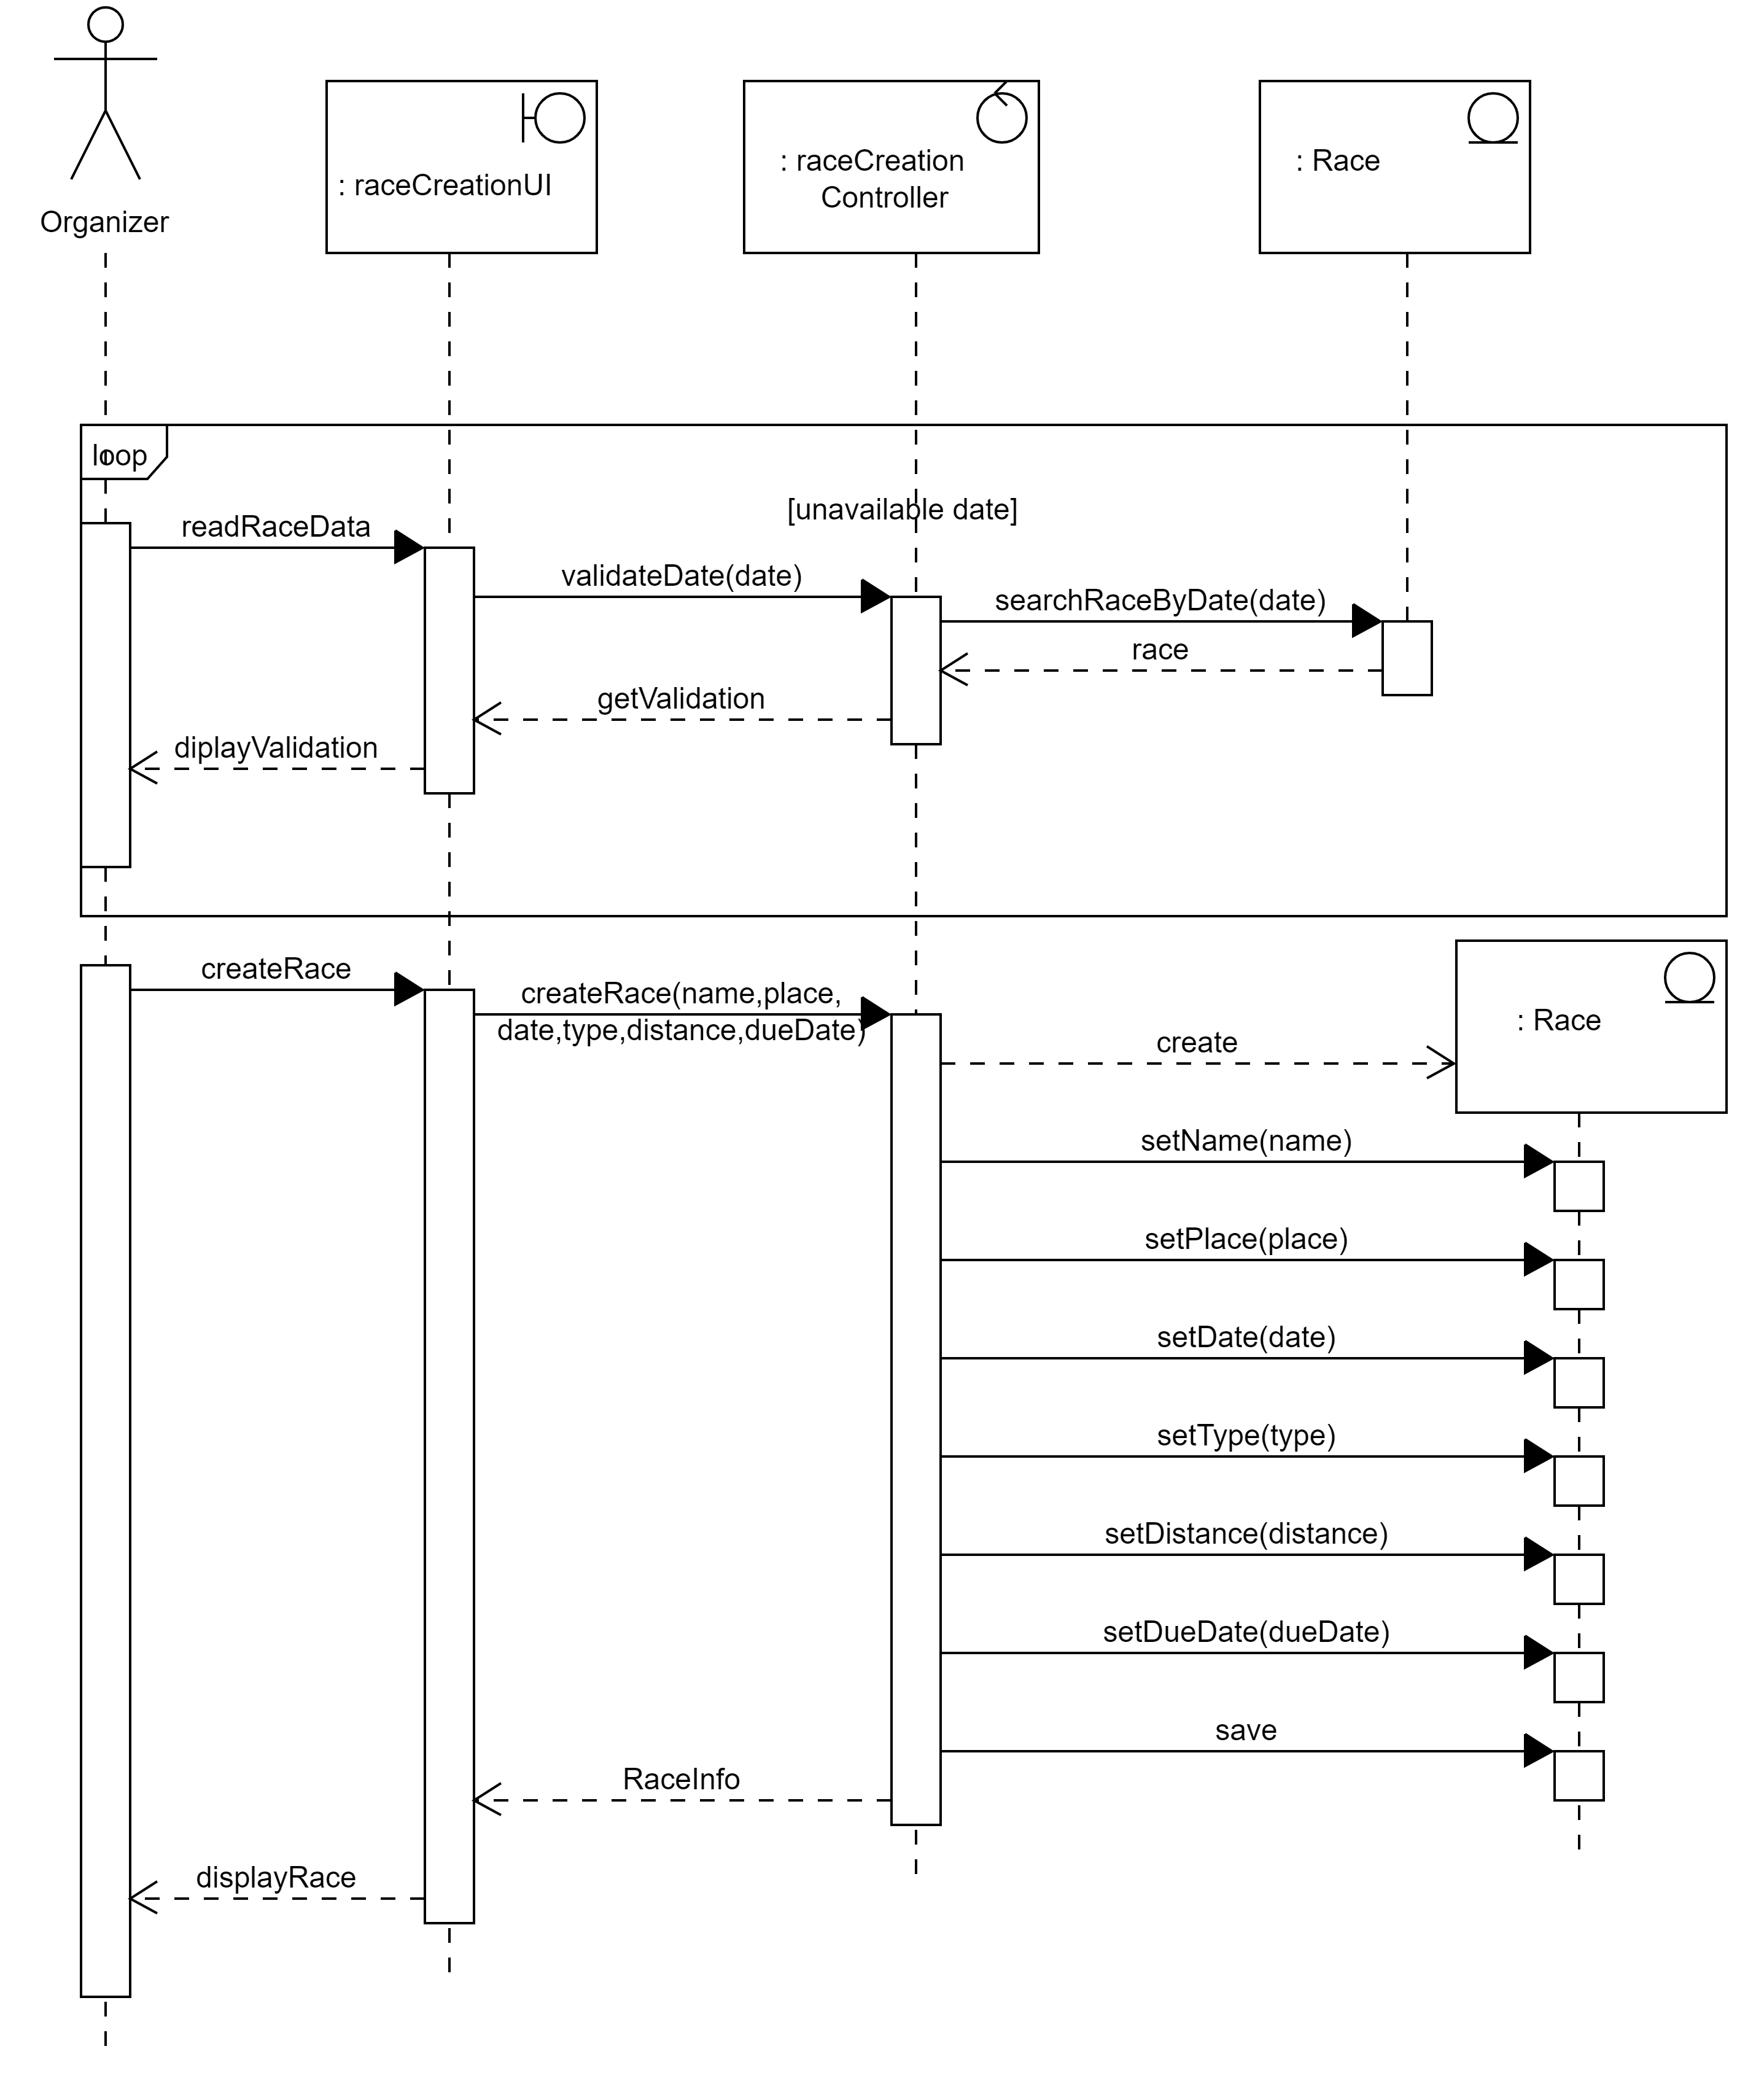 Organizer
: raceCreationUI
: raceCreation
Controller
: Race
loop
[unavailable date]
readRaceData
validateDate(date)
searchRaceByDate(date)
race
getValidation
diplayValidation
createRace
createRace(name,place,
date,type,distance,dueDate)
: Race
create
setName(name)
setPlace(place)
setDate(date)
setType(type)
setDistance(distance)
setDueDate(dueDate)
save
RaceInfo
displayRace